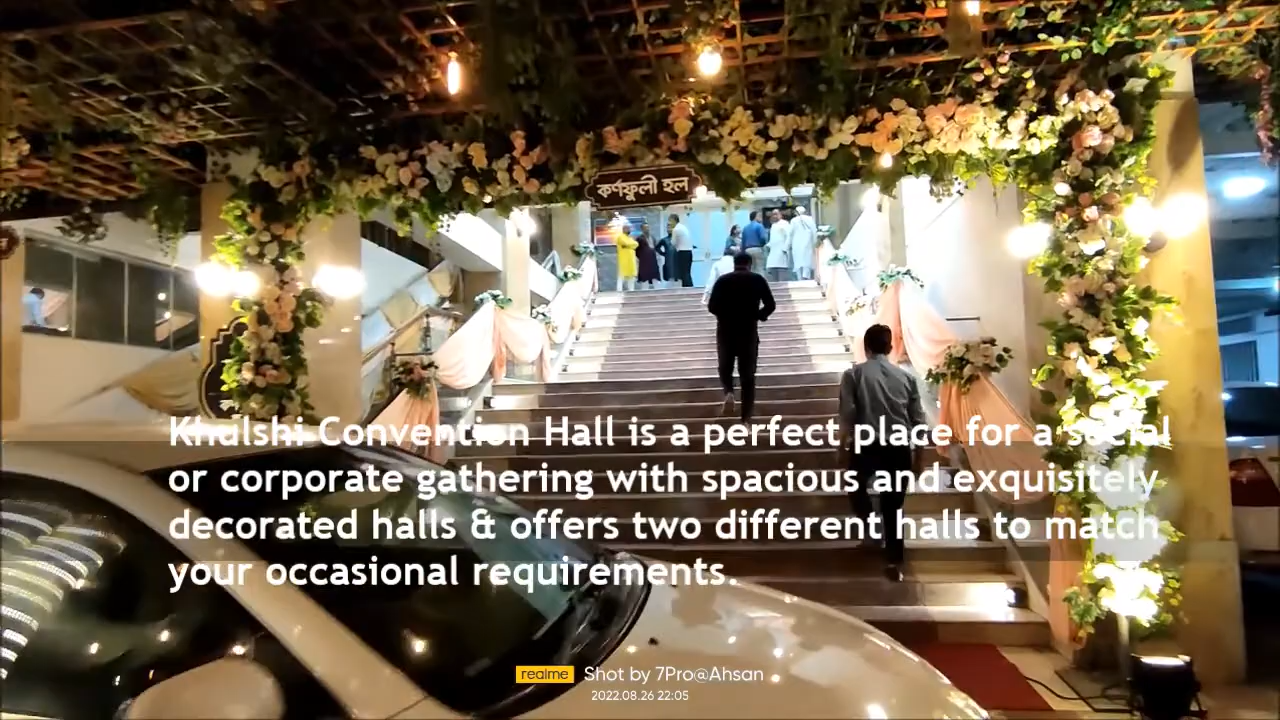 কর্ণফুলী হল
Khulshi Convention Hall is a perfect place for a social
or corporate gathering with spacious and exquisitely
decorated halls & offers two different halls to match
your occasional requirements.
realme Shot by 7Pro@Ahsan
2022.08.26 22:05